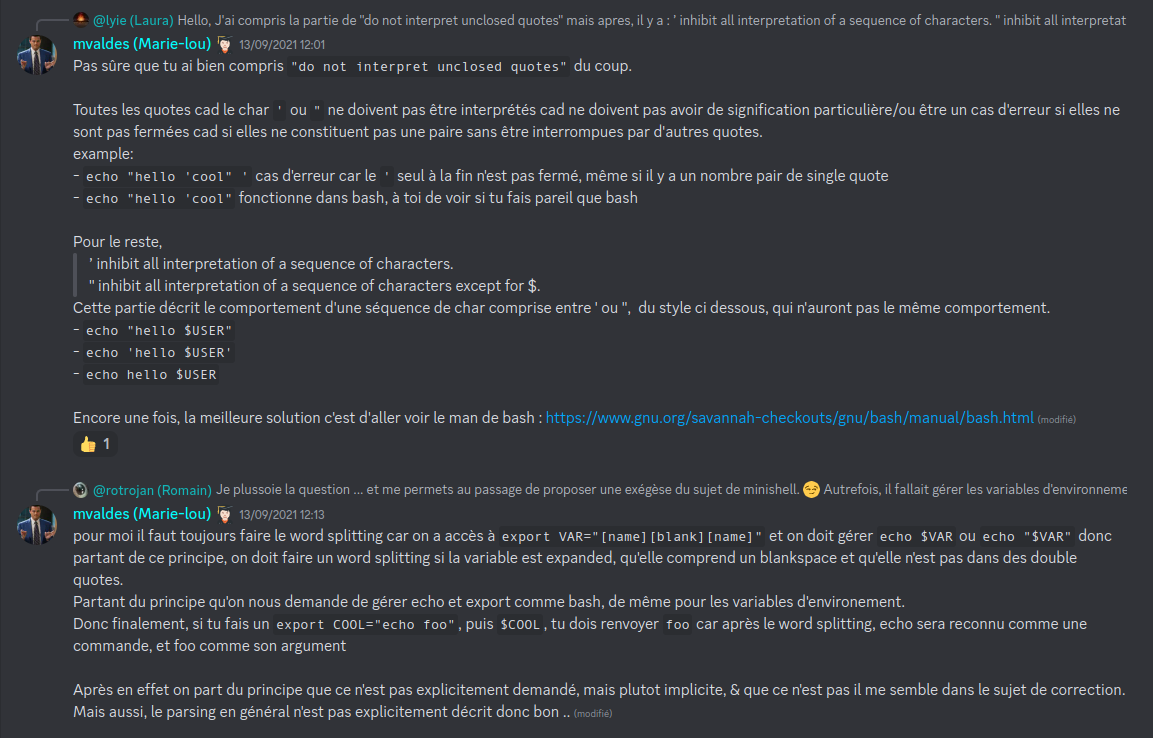 @lyie (Laura) Hello, J'ai compris la partie de "do not interpret unclosed quotes" mais apres, il y a : ' inhibit all interpretation of a sequence of characters. " inhibit all interpretat
mvaldes (Marie-lou) 13/09/2021 12:01
Pas sûre que tu ai bien compris "do not interpret unclosed quotes" du coup.
Toutes les quotes cad le char ' ou " ne doivent pas être interprétés cad ne doivent pas avoir de signification particulière/ou être un cas d'erreur si elles ne
sont pas fermées cad si elles ne constituent pas une paire sans être interrompues par d'autres quotes.
example:
- echo "hello 'cool" ' cas d'erreur car le ' seul à la fin n'est pas fermé, même si il y a un nombre pair de single quote
- echo "hello 'cool" fonctionne dans bash, à toi de voir si tu fais pareil que bash
Pour le reste,
' inhibit all interpretation of a sequence of characters.
" inhibit all interpretation of a sequence of characters except for $.
Cette partie décrit le comportement d'une séquence de char comprise entre ' ou ", du style ci dessous, qui n'auront pas le même comportement.
- echo "hello $USER"
- echo 'hello $USER'
- echo hello $USER
Encore une fois, la meilleure solution c'est d'aller voir le man de bash : https://www.gnu.org/savannah-checkouts/gnu/bash/manual/bash.html (modifié)
👍 1
@rotrojan (Romain) Je plussoie la question ... et me permets au passage de proposer une exégèse du sujet de minishell. 😏 Autrefois, il fallait gérer les variables d'environneme
mvaldes (Marie-lou) 13/09/2021 12:13
pour moi il faut toujours faire le word splitting car on a accès à export VAR="[name][blank][name]" et on doit gérer echo $VAR ou echo "$VAR" donc
partant de ce principe, on doit faire un word splitting si la variable est expanded, qu'elle comprend un blankspace et qu'elle n'est pas dans des double
quotes.
Partant du principe qu'on nous demande de gérer echo et export comme bash, de même pour les variables d'environement.
Donc finalement, si tu fais un export COOL="echo foo", puis $COOL, tu dois renvoyer foo car après le word splitting, echo sera reconnu comme une
commande, et foo comme son argument
Après en effet on part du principe que ce n'est pas explicitement demandé, mais plutot implicite, & que ce n'est pas il me semble dans le sujet de correction.
Mais aussi, le parsing en général n'est pas explicitement décrit donc bon .. (modifié)